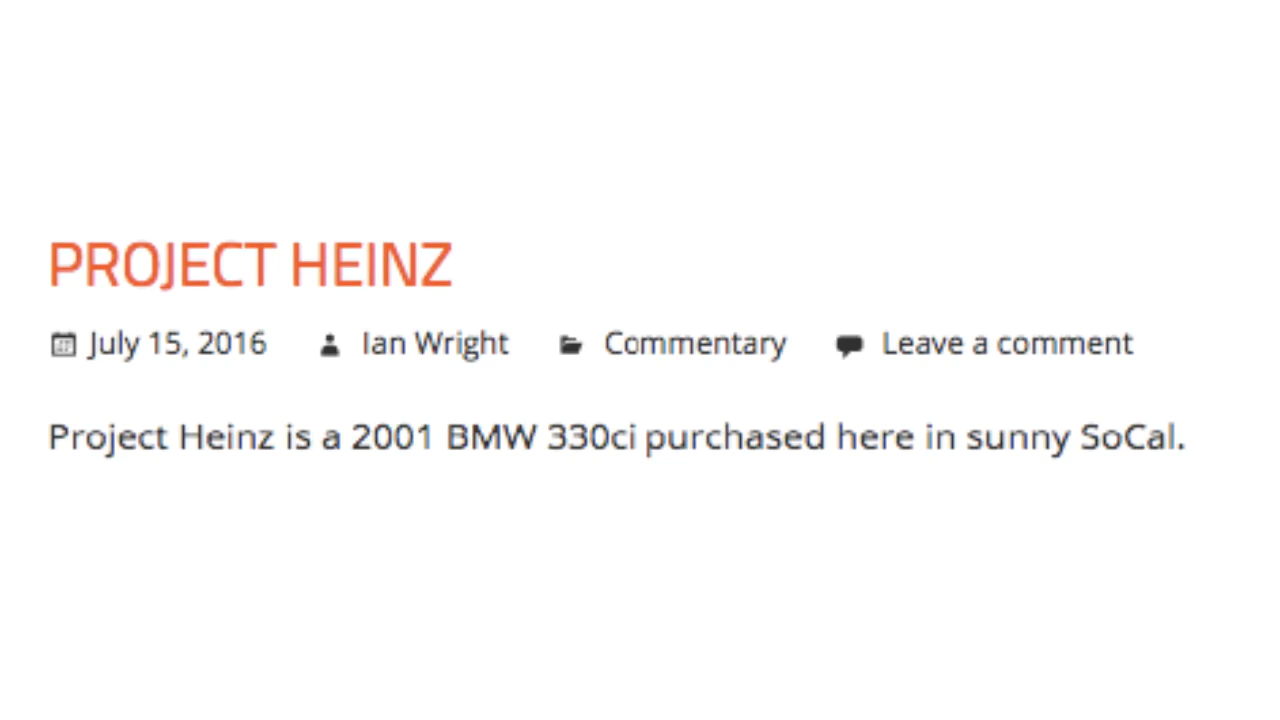 PROJECT HEINZ
July 15, 2016 Ian Wright Commentary Leave a comment
Project Heinz is a 2001 BMW 330ci purchased here in sunny SoCal.